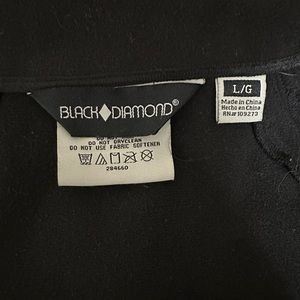 BLACK◆DIAMOND®
L/G
Made in China
Hecho en China
RN# 109273
DO NOT DRYCLEAN
DO NOT USE FABRIC SOFTENER
284660